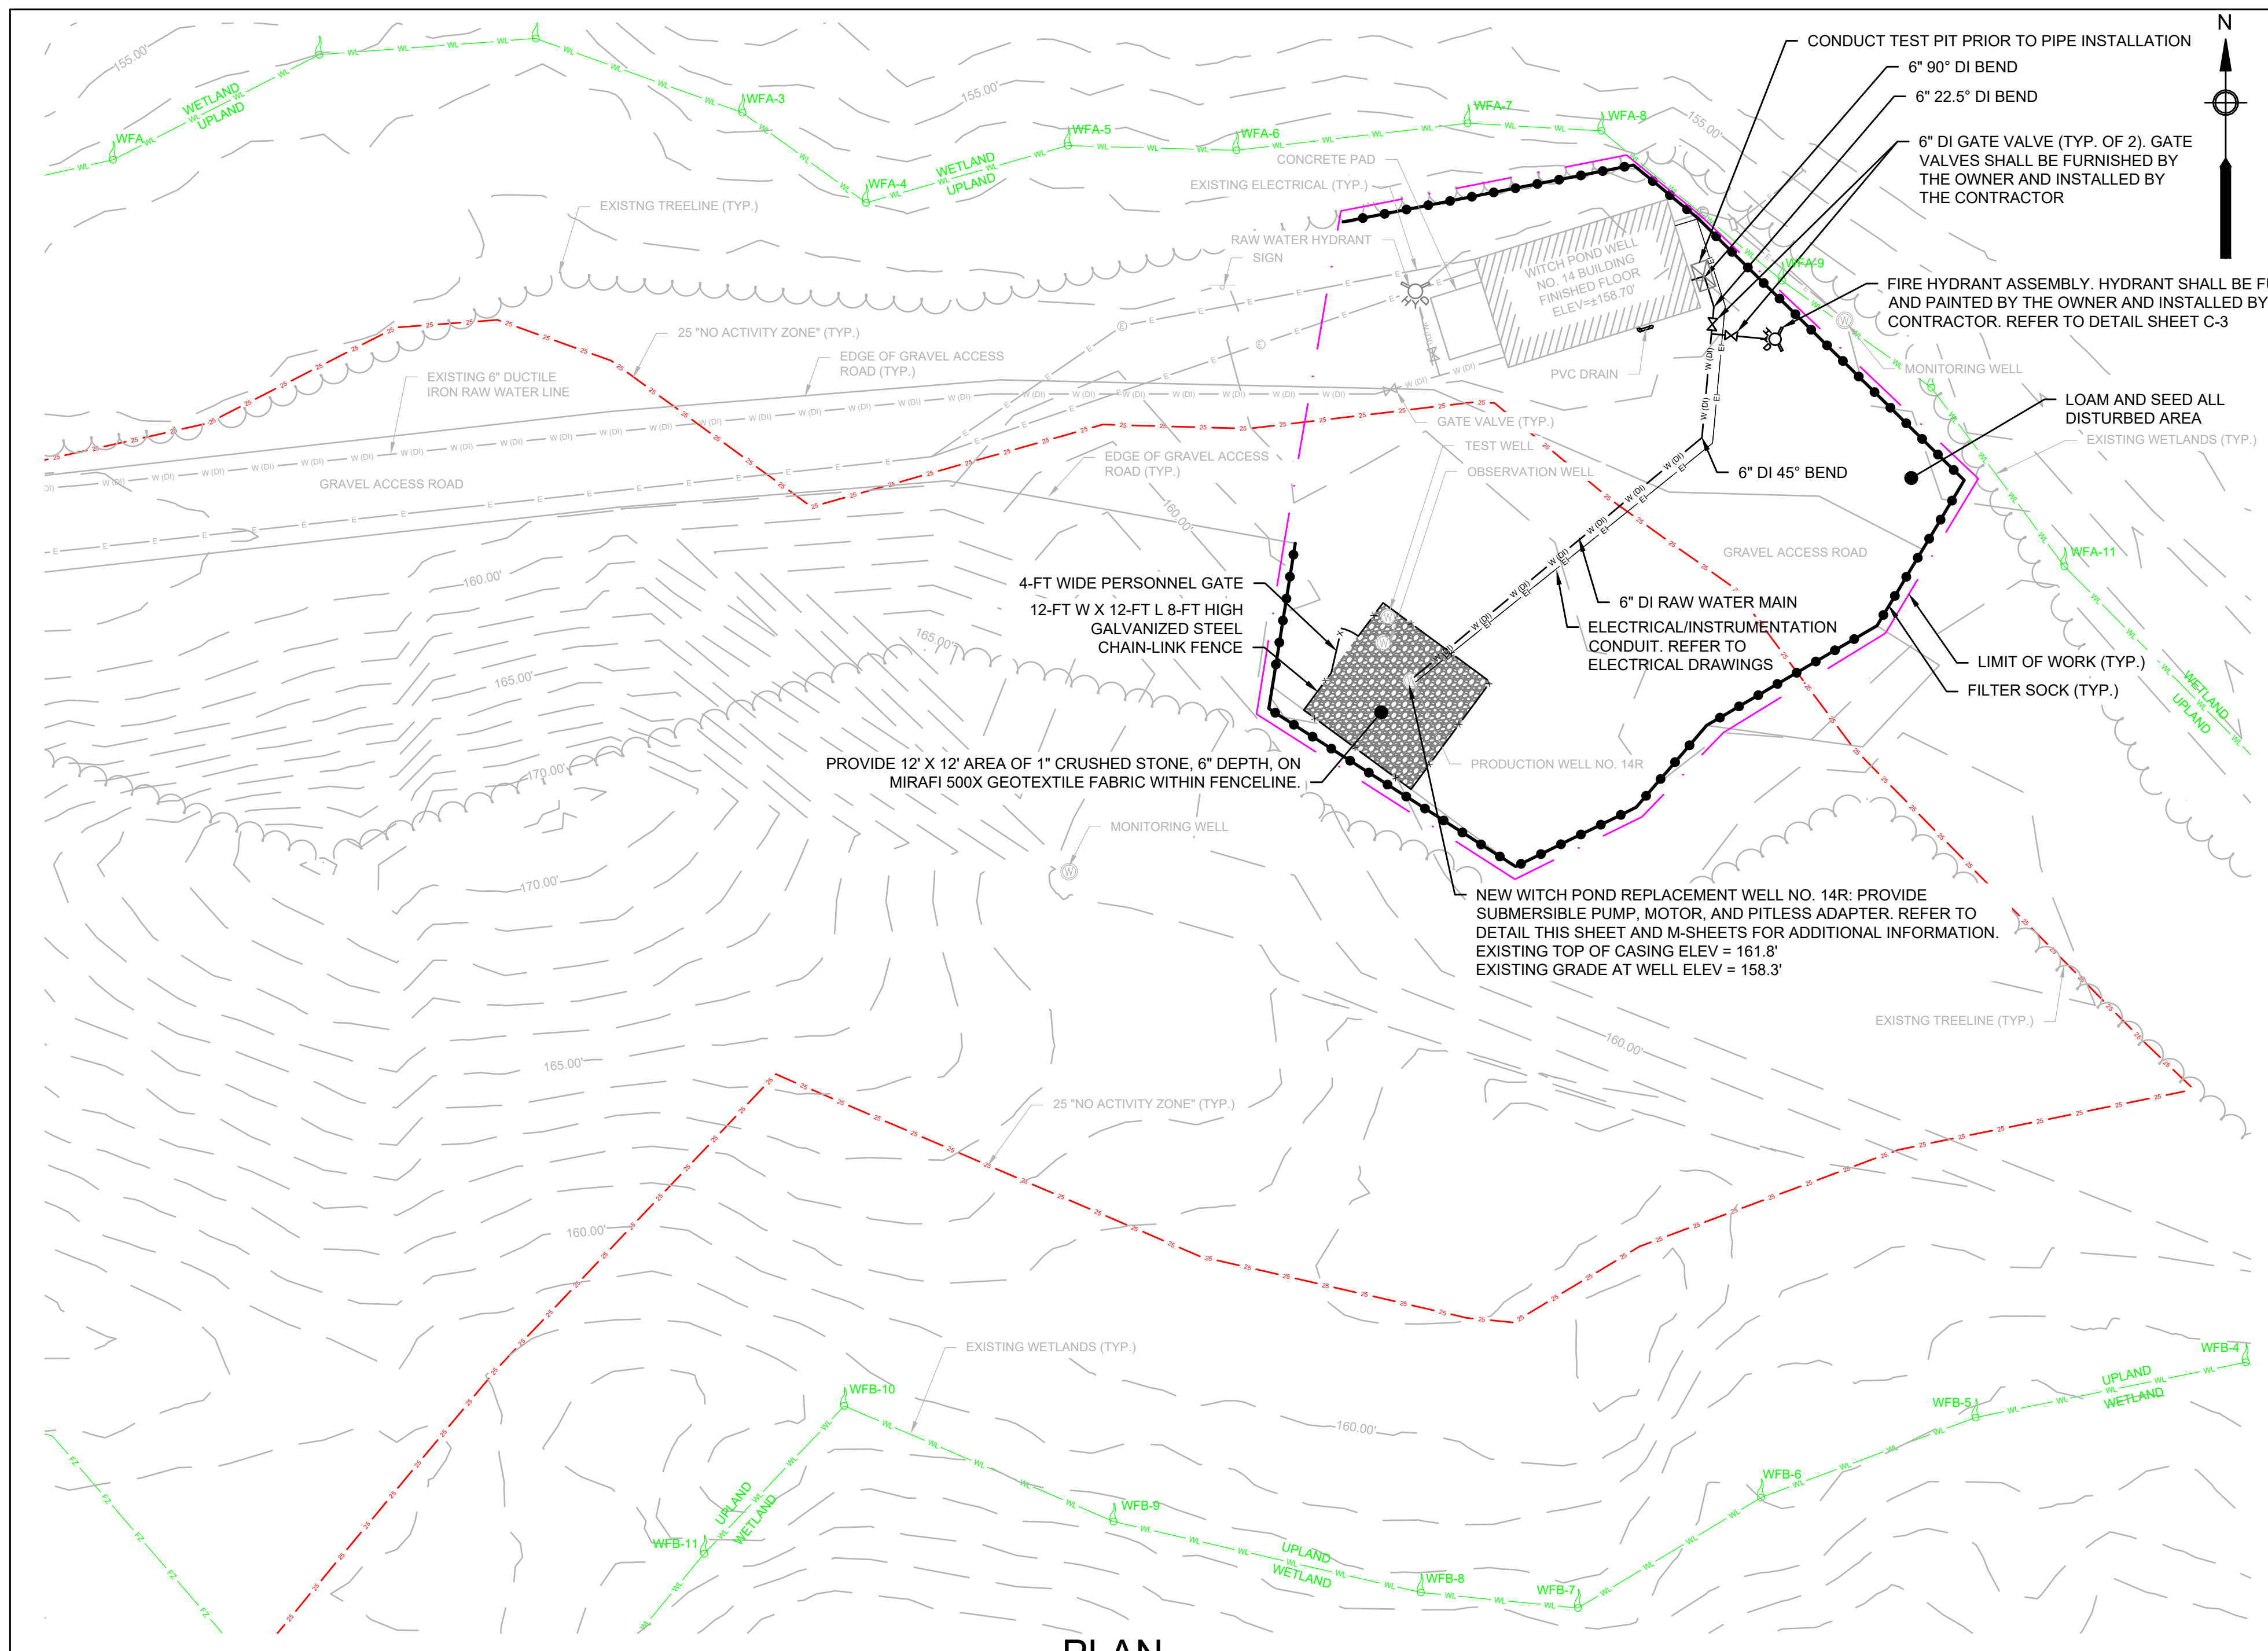 N
CONDUCT TEST PIT PRIOR TO PIPE INSTALLATION
6" 90° DI BEND
6" 22.5° DI BEND
6" DI GATE VALVE (TYP. OF 2). GATE
VALVES SHALL BE FURNISHED BY
THE OWNER AND INSTALLED BY
THE CONTRACTOR
FIRE HYDRANT ASSEMBLY. HYDRANT SHALL BE
AND PAINTED BY THE OWNER AND INSTALLED BY
CONTRACTOR. REFER TO DETAIL SHEET C-3
155.00'
WETLAND
UPLAND
WFA
WFA-3
155.00'
WFA-4
WETLAND
UPLAND
WFA-5
WFA-6
WFA-7
WFA-8
155.00'
WFA-9
CONCRETE PAD
EXISTING ELECTRICAL (TYP.)
EXISTNG TREELINE (TYP.)
RAW WATER HYDRANT
SIGN
WITCH POND WELL
NO. 14 BUILDING
FINISHED FLOOR
ELEV=±158.70'
25 "NO ACTIVITY ZONE" (TYP.)
EDGE OF GRAVEL ACCESS
ROAD (TYP.)
EXISTING 6" DUCTILE
IRON RAW WATER LINE
PVC DRAIN
MONITORING WELL
LOAM AND SEED ALL
DISTURBED AREA
EXISTING WETLANDS (TYP.)
GATE VALVE (TYP.)
TEST WELL
OBSERVATION WELL
EDGE OF GRAVEL ACCESS
ROAD (TYP.)
6" DI 45° BEND
GRAVEL ACCESS ROAD
160.00'
GRAVEL ACCESS ROAD
WFA-11
160.00'
4-FT WIDE PERSONNEL GATE
12-FT W X 12-FT L 8-FT HIGH
GALVANIZED STEEL
CHAIN-LINK FENCE
6" DI RAW WATER MAIN
ELECTRICAL/INSTRUMENTATION
CONDUIT. REFER TO
ELECTRICAL DRAWINGS
165.00'
165.00'
LIMIT OF WORK (TYP.)
FILTER SOCK (TYP.)
WETLAND
UPLAND
PROVIDE 12' X 12' AREA OF 1" CRUSHED STONE, 6" DEPTH, ON
MIRAFI 500X GEOTEXTILE FABRIC WITHIN FENCELINE.
PRODUCTION WELL NO. 14R
170.00'
MONITORING WELL
170.00'
NEW WITCH POND REPLACEMENT WELL NO. 14R: PROVIDE
SUBMERSIBLE PUMP, MOTOR, AND PITLESS ADAPTER. REFER TO
DETAIL THIS SHEET AND M-SHEETS FOR ADDITIONAL INFORMATION.
EXISTING TOP OF CASING ELEV = 161.8'
EXISTING GRADE AT WELL ELEV = 158.3'
EXISTNG TREELINE (TYP.)
160.00'
165.00'
25 "NO ACTIVITY ZONE" (TYP.)
160.00'
EXISTING WETLANDS (TYP.)
WFB-4
UPLAND
WETLAND
WFB-5
WFB-10
160.00'
WFB-6
UPLAND
WETLAND
WFB-9
WFB-11
UPLAND
WETLAND
WFB-8
WFB-7